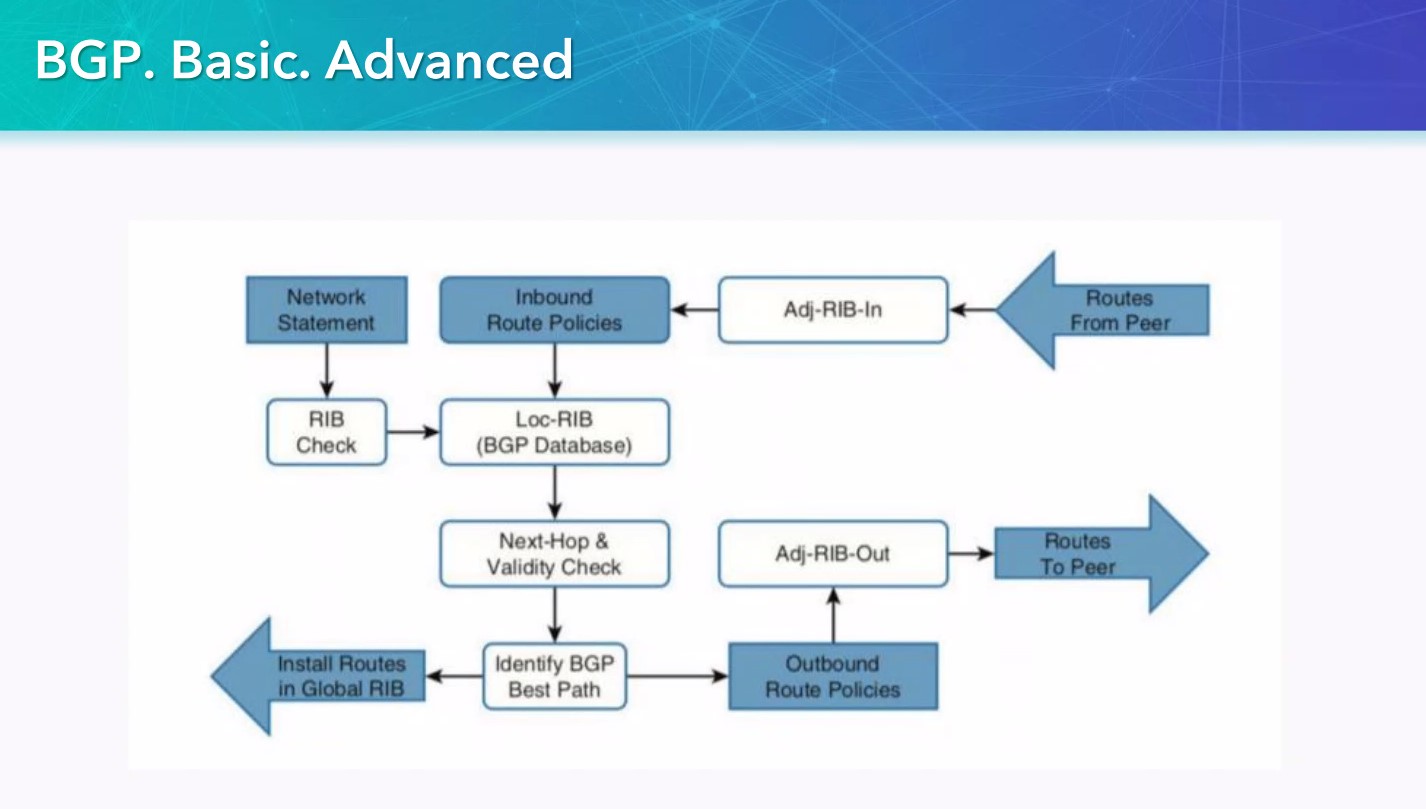 BGP. Basic. Advanced
Network
Statement
Inbound
Route Policies
Adj-RIB-In
Routes
From Peer
RIB
Check
Loc-RIB
(BGP Database)
Next-Hop &
Validity Check
Adj-RIB-Out
Routes
To Peer
Install Routes
in Global RIB
Identify BGP
Best Path
Outbound
Route Policies